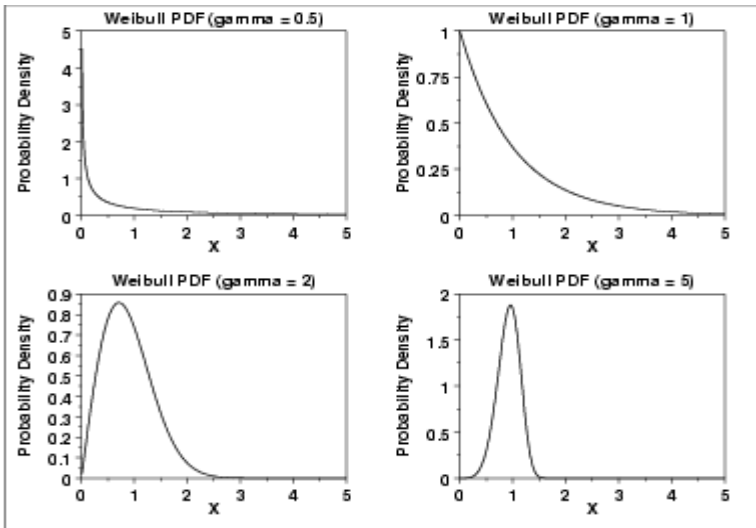 Weibull PDF (gamma = 0.5)
Probability Density
5
4
3
2
1
0
0 1 2 3 4 5
X
Weibull PDF (gamma = 1)
Probability Density
1
0.75
0.5
0.25
0
0 1 2 3 4 5
X
Weibull PDF (gamma = 2)
Probability Density
0.9
0.8
0.7
0.6
0.5
0.4
0.3
0.2
0.1
0
0 1 2 3 4 5
X
Weibull PDF (gamma = 5)
Probability Density
2
1.5
1
0.5
0
0 1 2 3 4 5
X